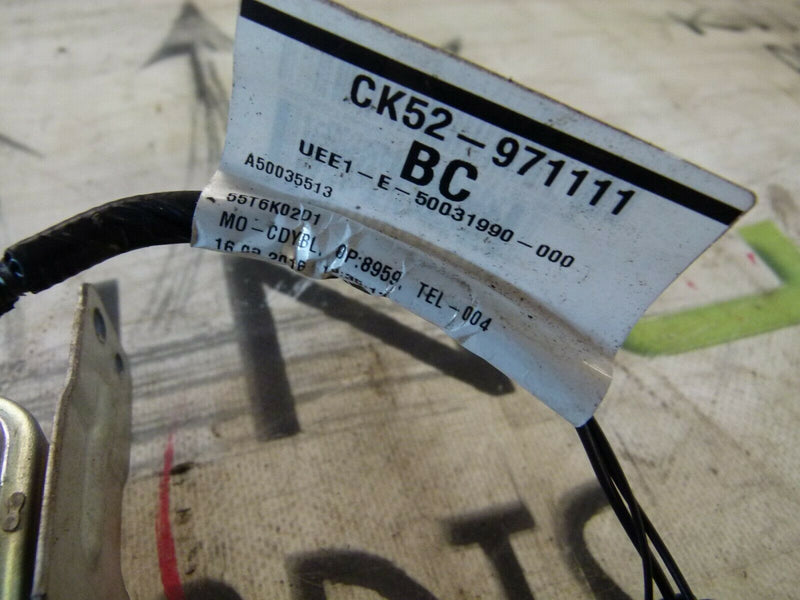 CK52-971111
BC
UEE1-E-50031990-000
A50035513
55T6K02D1
MO-CDYBL, OP:8959 TEL-004